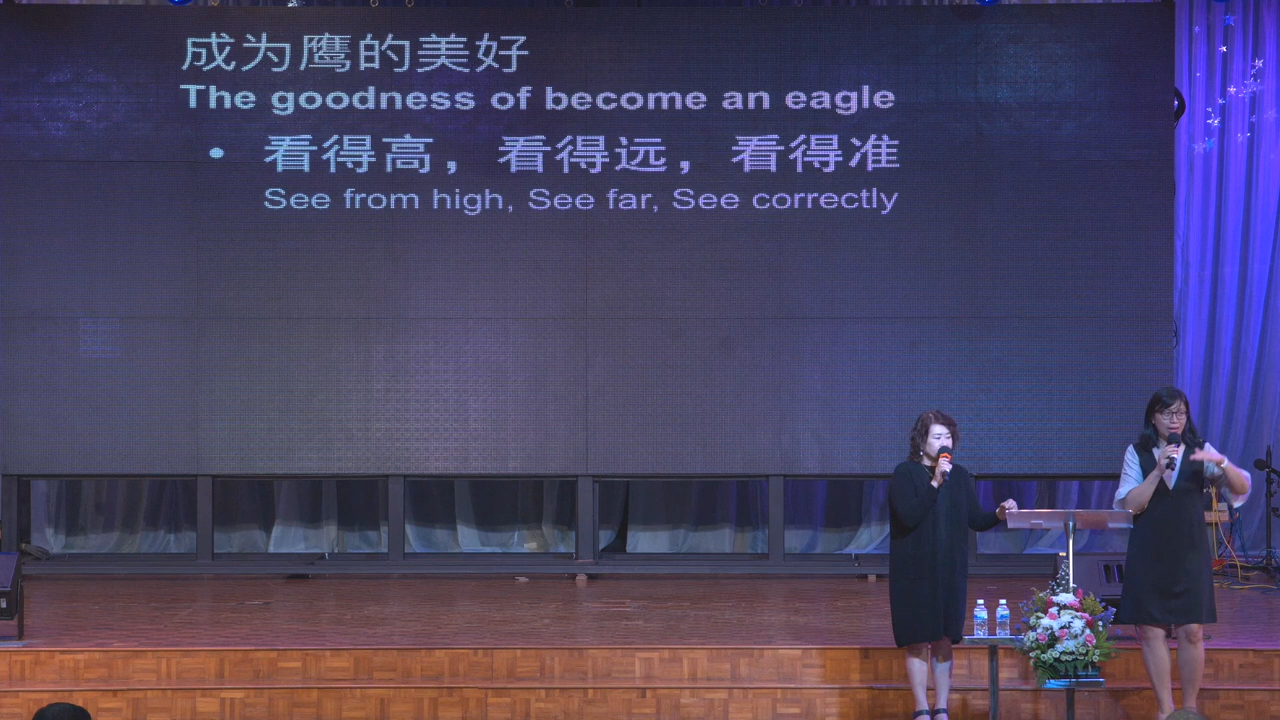 成为鹰的美好
The goodness of become an eagle
• 看得高，看得远，看得准
See from high, See far, See correctly